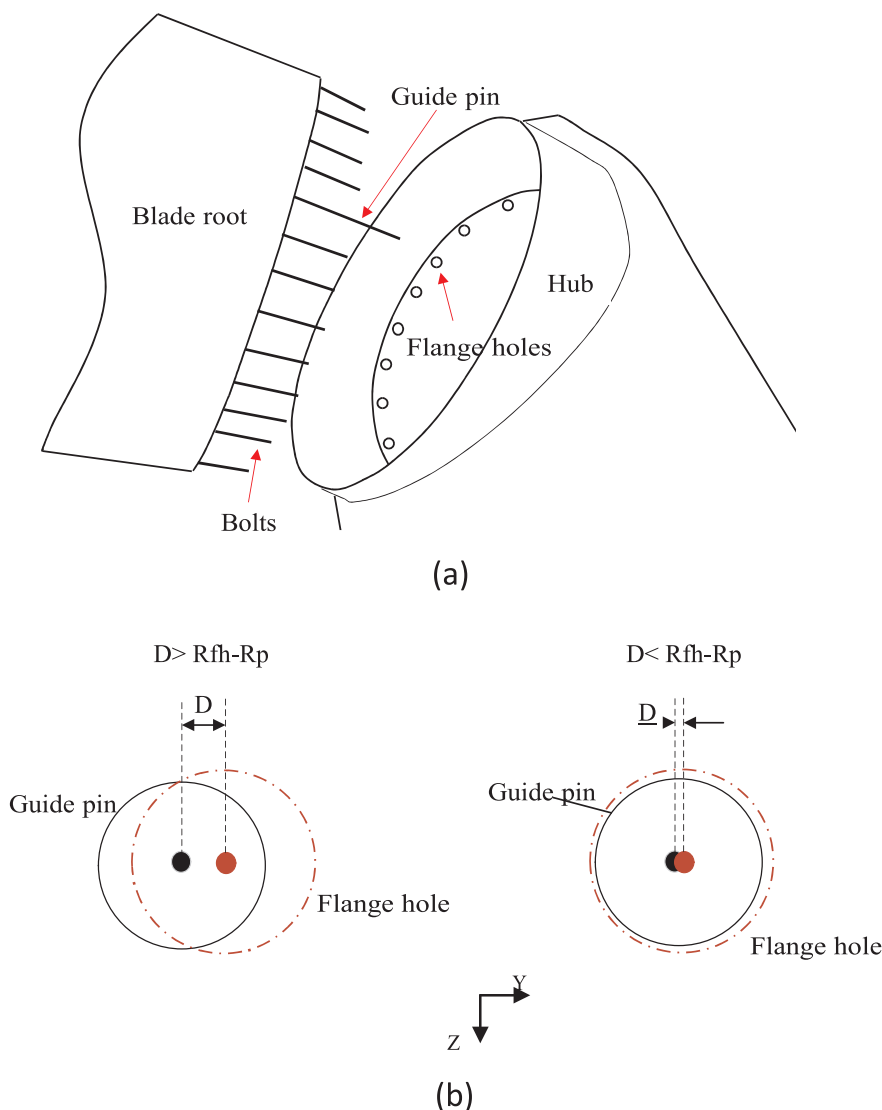 Guide pin
Blade root
Hub
Flange holes
Bolts
(a)
D> Rfh-Rp
D< Rfh-Rp
D
D
Guide pin
Guide pin
Flange hole
Flange hole
Y
Z
(b)